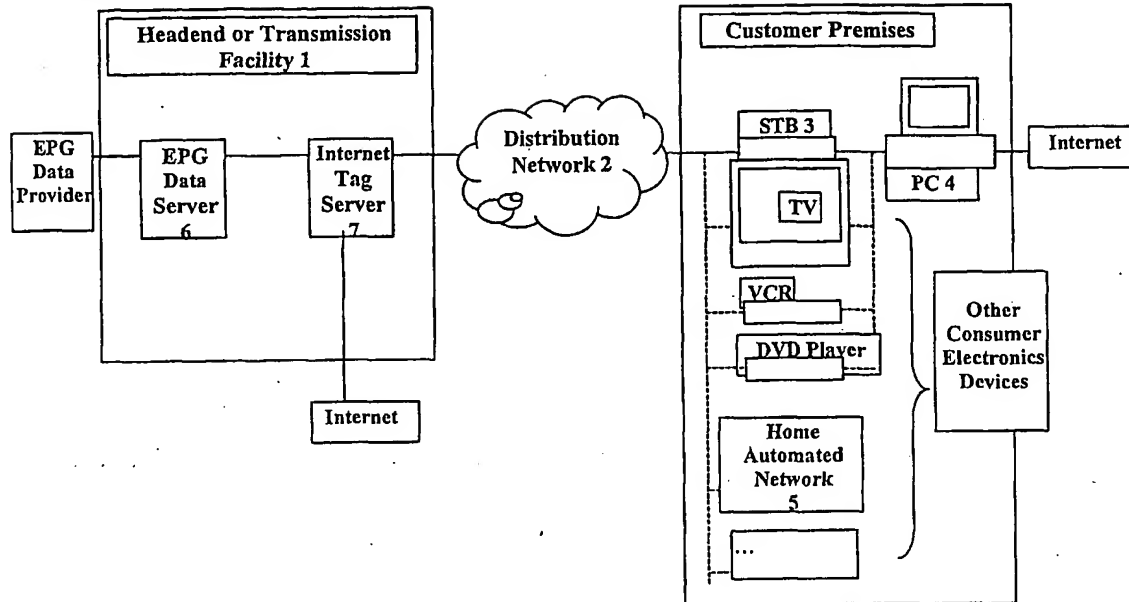 Headend or Transmission
Facility 1
EPG
Data
Provider
EPG
Data
Server
6
Internet
Tag
Server
7
Internet
Distribution
Network 2
Customer Premises
STB 3
TV
VCR
DVD Player
Home
Automated
Network
5
...
PC 4
Internet
Other
Consumer
Electronics
Devices